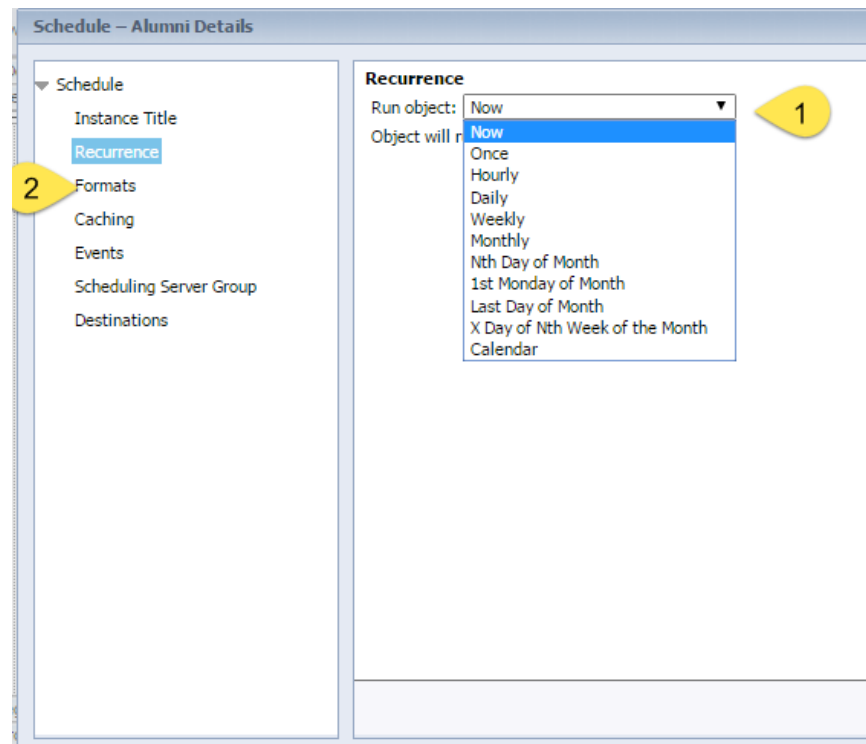 Schedule – Alumni Details
Schedule
Instance Title
Recurrence
Formats
Caching
Events
Scheduling Server Group
Destinations
2
Recurrence
Run object: Now
1
Object will r
Now
Once
Hourly
Daily
Weekly
Monthly
Nth Day of Month
1st Monday of Month
Last Day of Month
X Day of Nth Week of the Month
Calendar